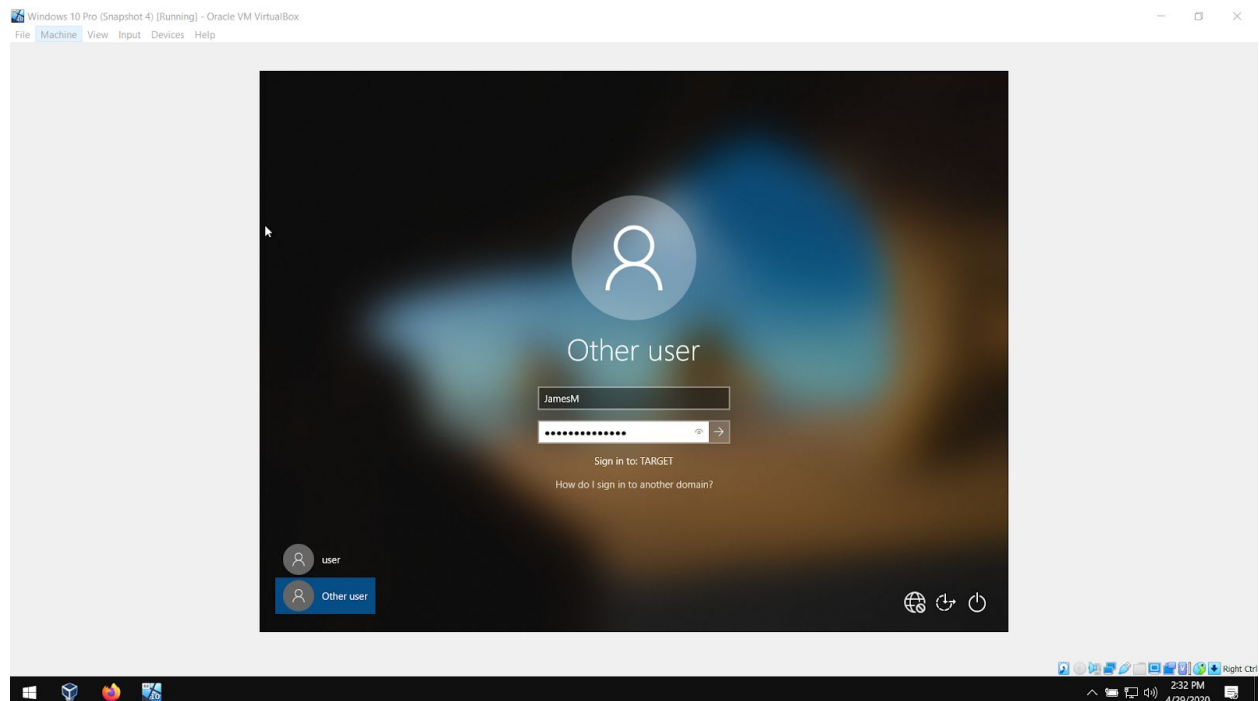 Windows 10 Pro (Snapshot 4) [Running] - Oracle VM VirtualBox
File Machine View Input Devices Help
Other user
JamesM
••••••••••••••
Sign in to: TARGET
How do I sign in to another domain?
user
Other user
Right Ctrl
2:32 PM
4/29/2020